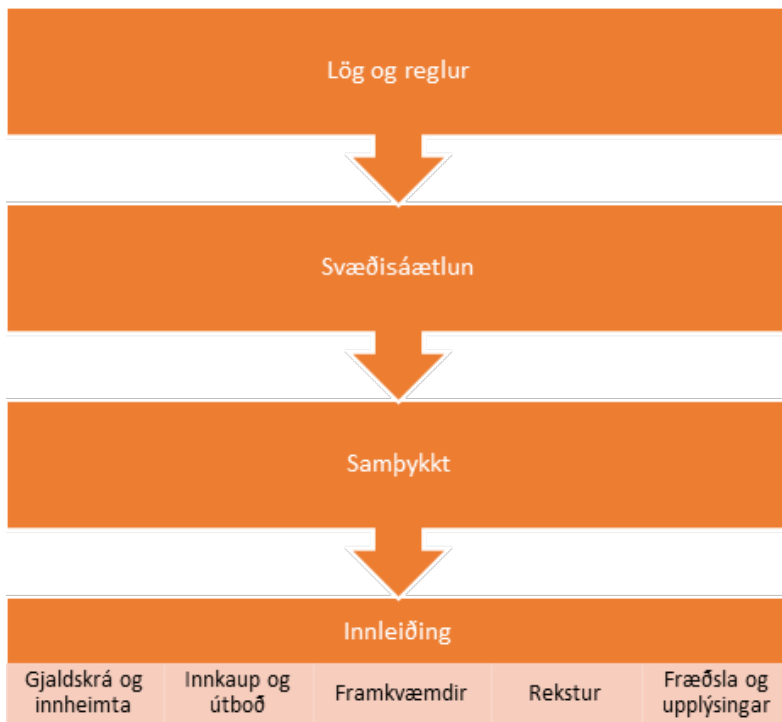 Lög og reglur
Svæðisáætlun
Samþykkt
Innleiðing
Gjaldskrá og
innheimta
Innkaup og
útboð
Framkvæmdir
Rekstur
Fræðsla og
upplýsingar